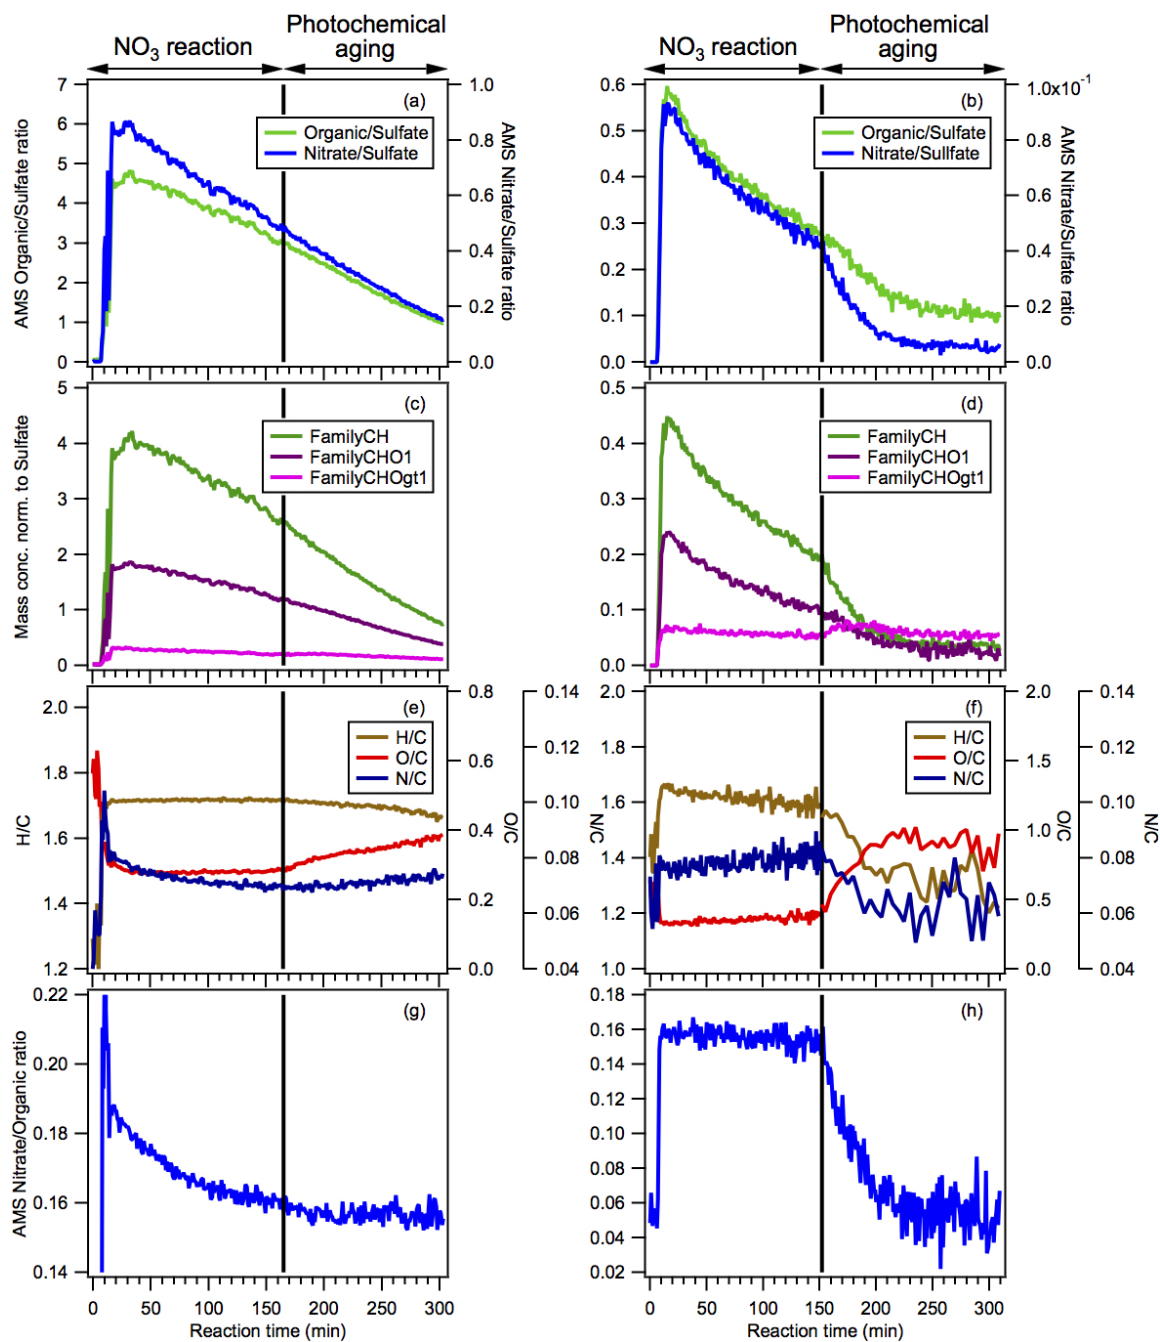 NO3 reaction
Photochemical
aging
NO3 reaction
Photochemical
aging
(a)
Organic/Sulfate
Nitrate/Sulfate
AMS Organic/Sulfate ratio
7
6
5
4
3
2
1
0
1.0
0.8
0.6
0.4
0.2
0.0
AMS Nitrate/Sulfate ratio
(b)
Organic/Sulfate
Nitrate/Sullfate
0.6
0.5
0.4
0.3
0.2
0.1
0.0
1.0x10-1
0.8
0.6
0.4
0.2
0.0
AMS Nitrate/Sulfate ratio
(c)
FamilyCH
FamilyCHO1
FamilyCHOgt1
Mass conc. norm. to Sulfate
5
4
3
2
1
0
(d)
FamilyCH
FamilyCHO1
FamilyCHOgt1
0.5
0.4
0.3
0.2
0.1
0.0
(e)
H/C
O/C
N/C
H/C
2.0
1.8
1.6
1.4
1.2
0.8
0.6
0.4
0.2
0.0
O/C
0.14
0.12
0.10
0.08
0.06
0.04
N/C
(f)
H/C
O/C
N/C
2.0
1.8
1.6
1.4
1.2
1.0
2.0
1.5
1.0
0.5
0.0
O/C
0.14
0.12
0.10
0.08
0.06
0.04
N/C
(g)
AMS Nitrate/Organic ratio
0.22
0.20
0.18
0.16
0.14
0
50
100
150
200
250
300
Reaction time (min)
(h)
0.18
0.16
0.14
0.12
0.10
0.08
0.06
0.04
0.02
0
50
100
150
200
250
300
Reaction time (min)